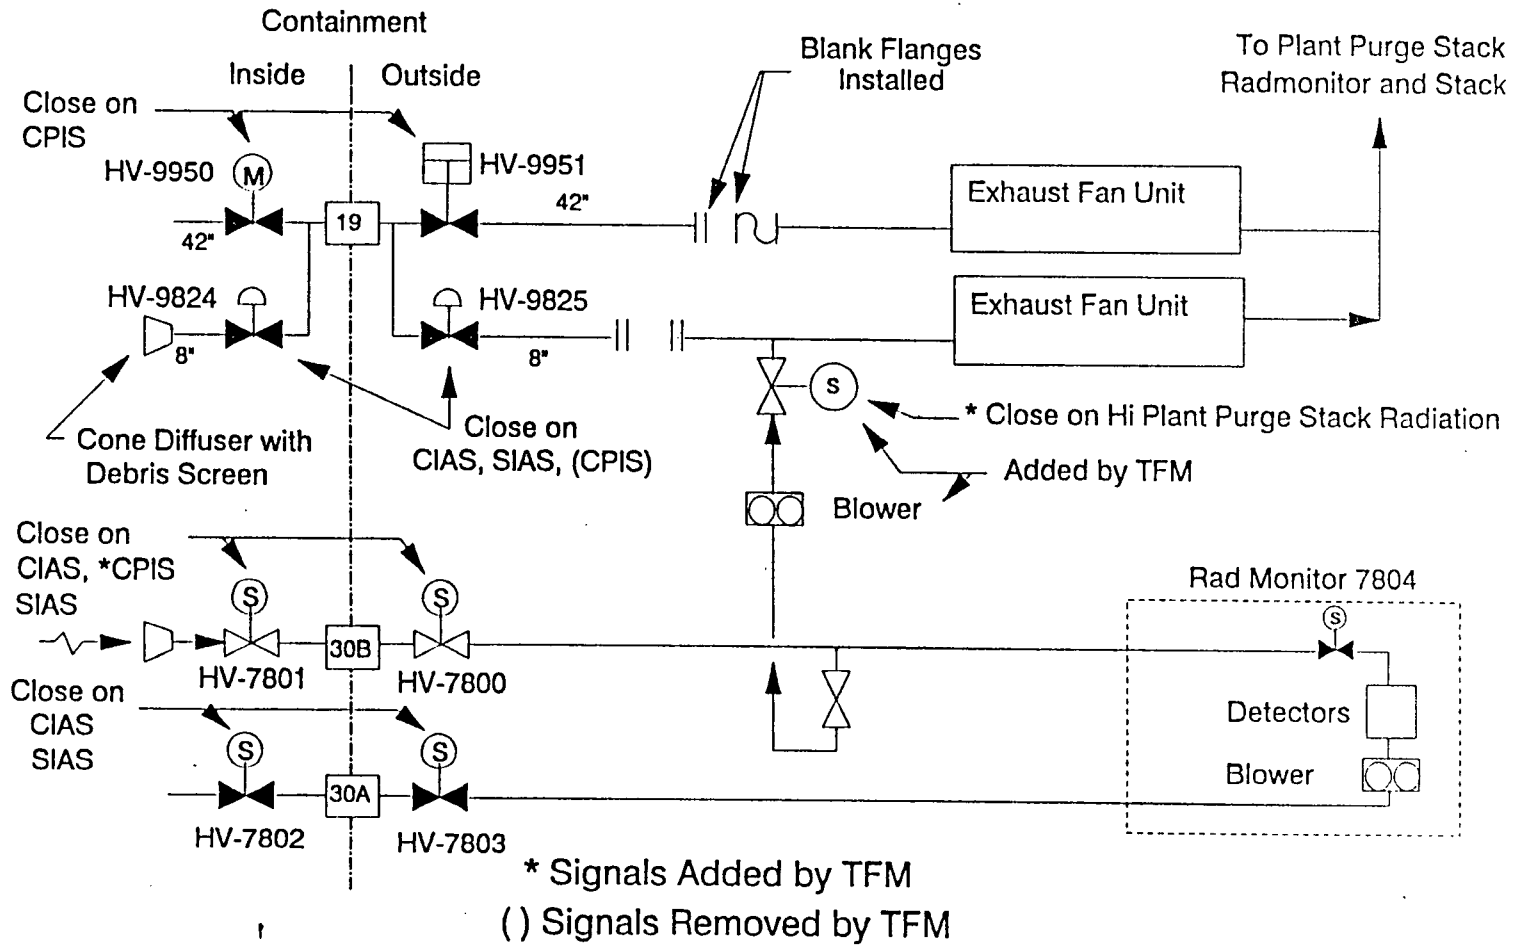 Containment
Inside
Outside
Close on
CPIS
HV-9950
M
HV-9951
42"
42"
19
Blank Flanges
Installed
To Plant Purge Stack
Radmonitor and Stack
Exhaust Fan Unit
HV-9824
8"
HV-9825
8"
Exhaust Fan Unit
Cone Diffuser with
Debris Screen
Close on
CIAS, SIAS, (CPIS)
S
* Close on Hi Plant Purge Stack Radiation
Added by TFM
Blower
Close on
CIAS, *CPIS
SIAS
S
S
30B
HV-7801
HV-7800
Rad Monitor 7804
S
Detectors
Blower
Close on
CIAS
SIAS
S
S
30A
HV-7802
HV-7803
* Signals Added by TFM
( ) Signals Removed by TFM